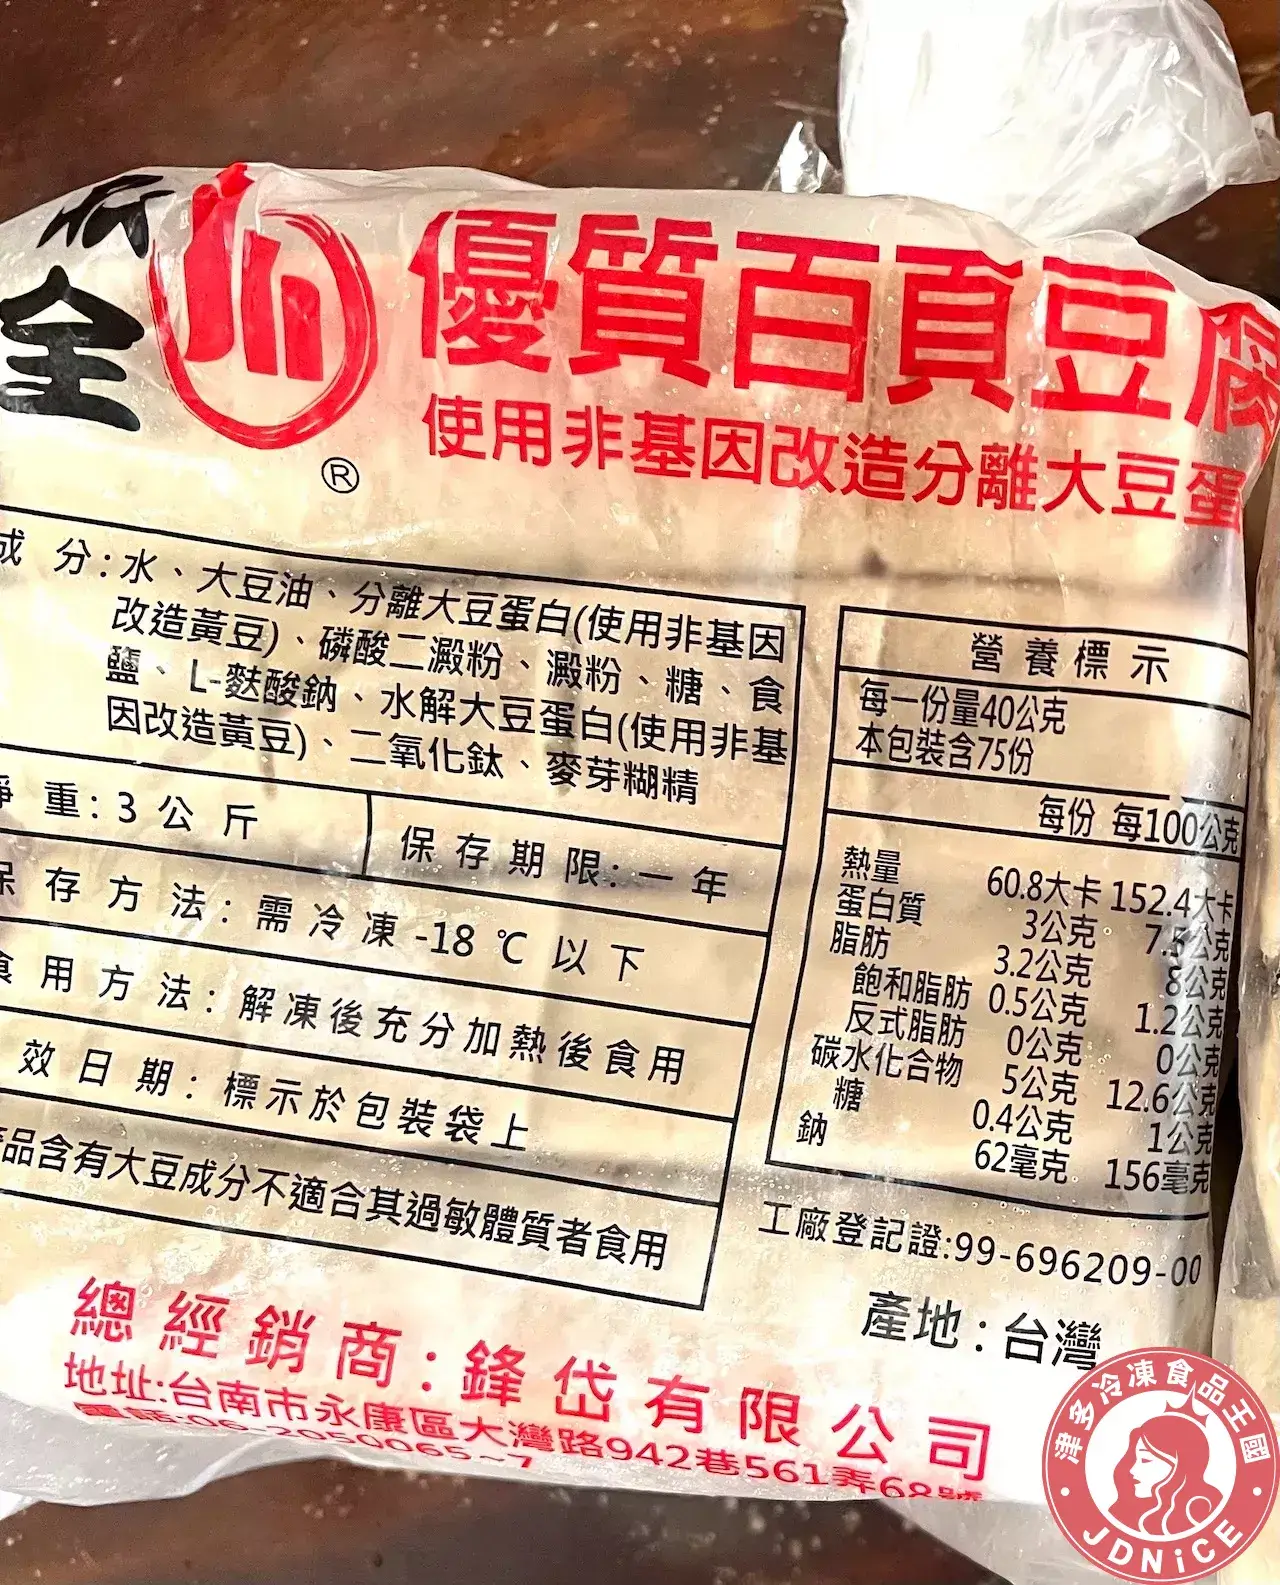 全
®
優質百頁豆腐
使用非基因改造分離大豆蛋
成 分:水、大豆油、分離大豆蛋白(使用非基因
改造黃豆)、磷酸二澱粉、澱粉、糖、食
鹽、L-麩酸鈉、水解大豆蛋白(使用非基
因改造黃豆)、二氧化鈦、麥芽糊精
淨 重:3 公 斤
保 存 期 限:一 年
保 存 方 法:需 冷 凍 -18 ℃ 以 下
食 用 方 法:解 凍 後 充 分 加 熱 後 食 用
效 日 期:標 示 於 包 裝 袋 上
品含有大豆成分不適合其過敏體質者食用
營 養 標 示
每一份量40公克
本包裝含75份
每份 每100公克
熱量 60.8大卡 152.4大卡
蛋白質 3公克 7.5公克
脂肪 3.2公克 8公克
飽和脂肪 0.5公克 1.2公克
反式脂肪 0公克 0公克
碳水化合物 5公克 12.6公克
糖 0.4公克 1公克
鈉 62毫克 156毫克
工廠登記證:99-696209-00
產地:台灣
總 經 銷 商:鋒 岱 有 限 公 司
地址:台南市永康區大灣路942巷561弄68號
電話:06-2050065~7
津多冷凍食品王國
JDNiCE